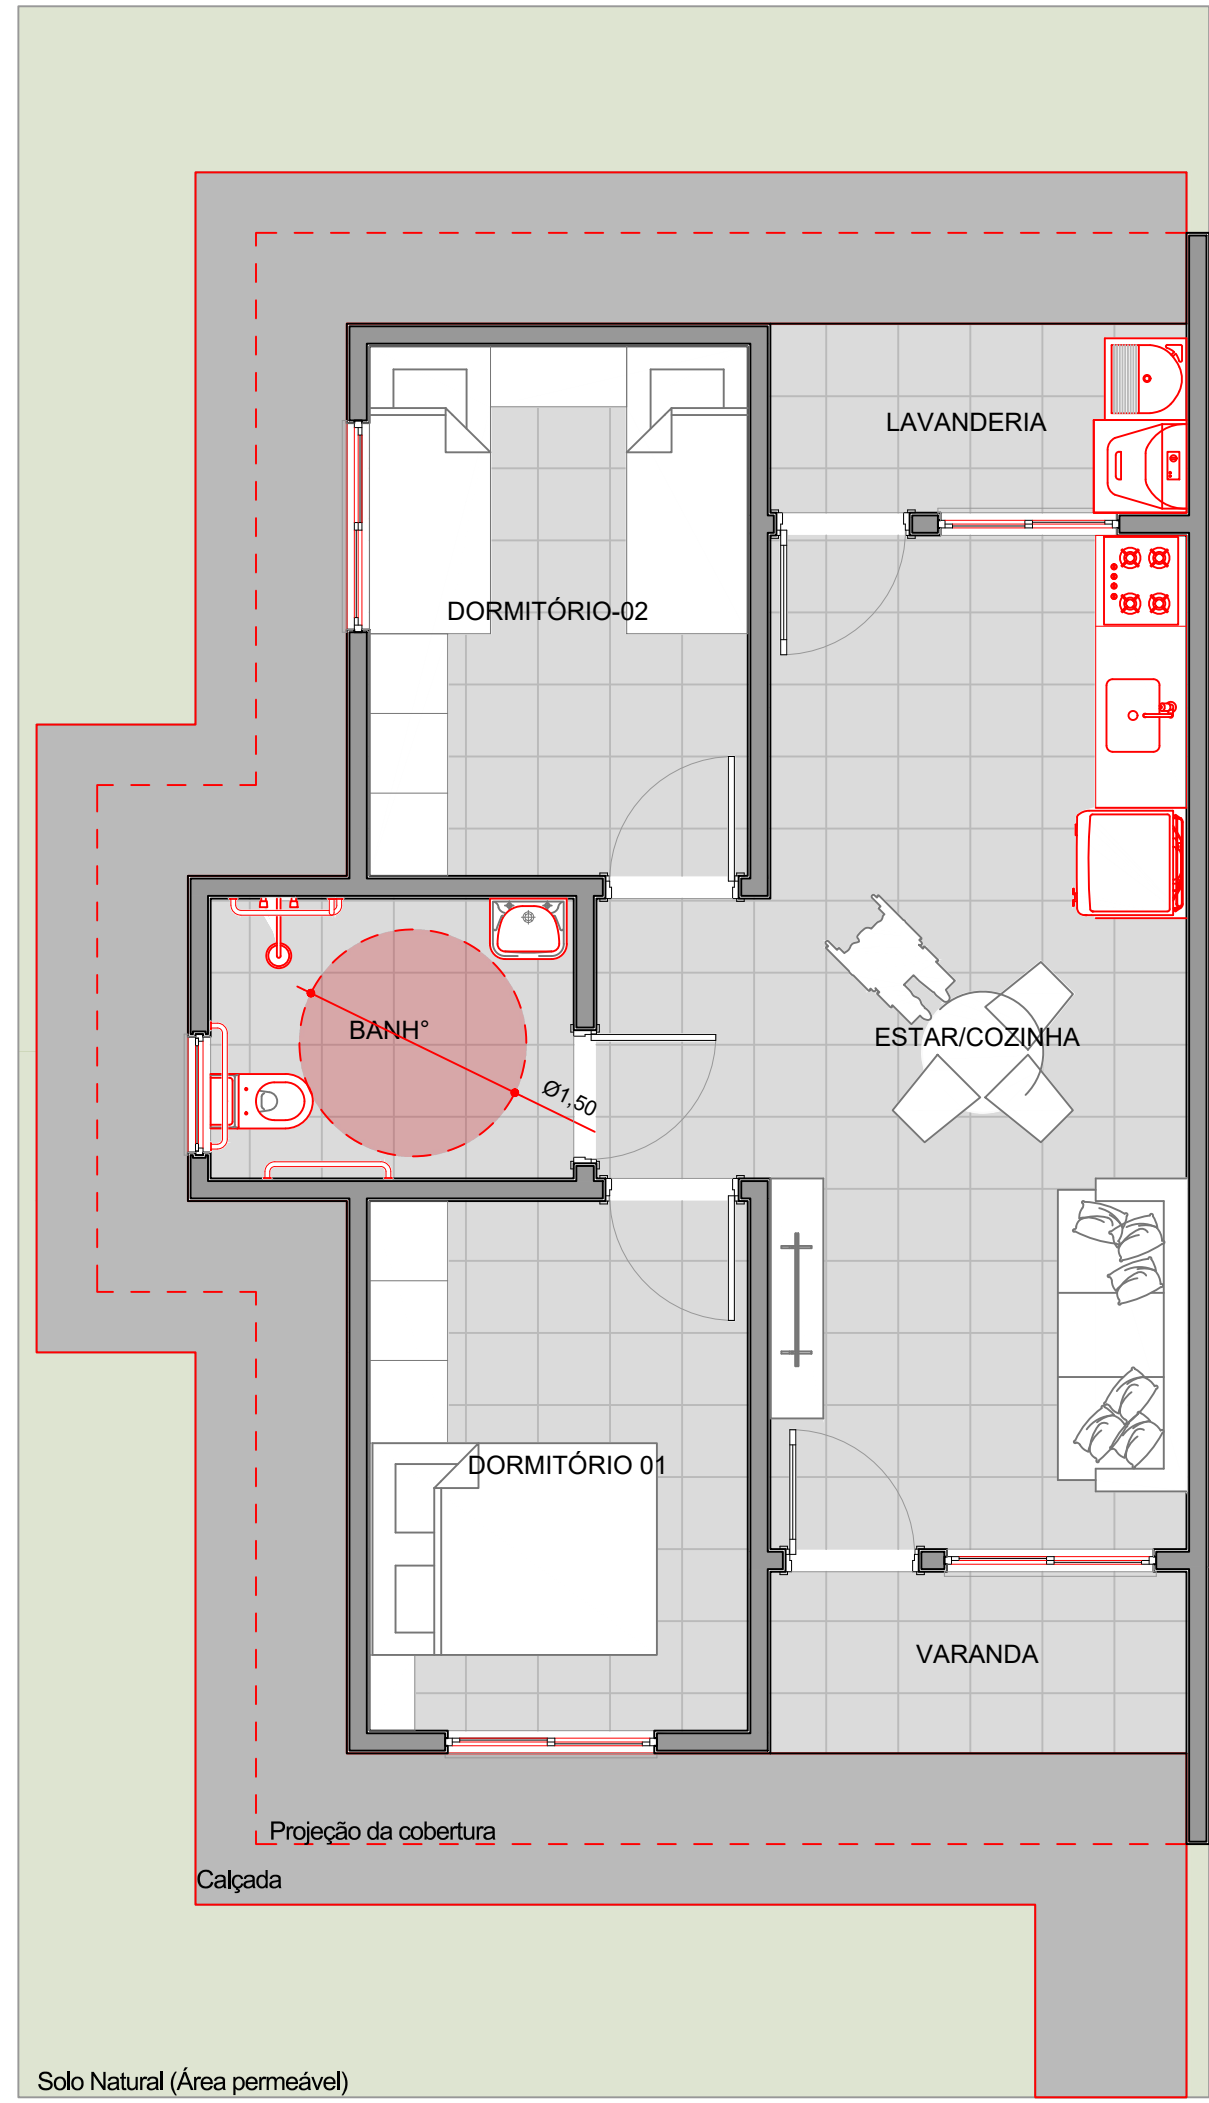 LAVANDERIA
DORMITÓRIO-02
BANH°
ESTAR/COZINHA
Ø1,50
DORMITÓRIO 01
VARANDA
Projeção da cobertura
Calçada
Solo Natural (Área permeável)